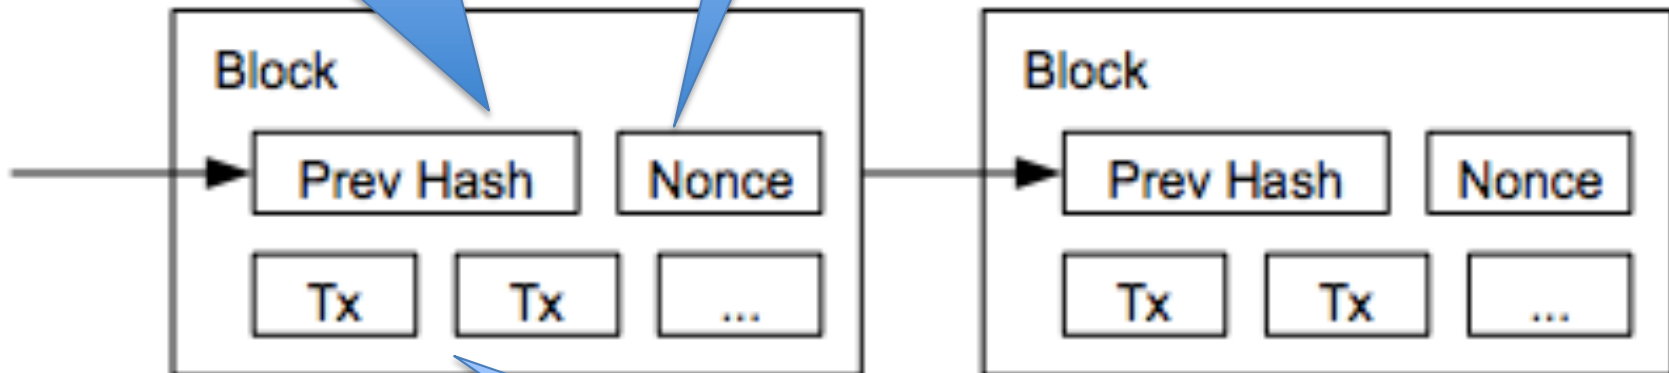 Block
Prev Hash Nonce
Tx Tx ...
Block
Prev Hash Nonce
Tx Tx ...